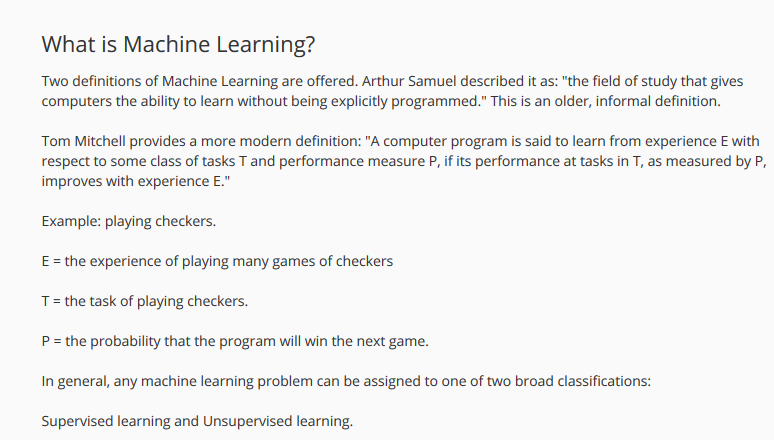 What is Machine Learning?
Two definitions of Machine Learning are offered. Arthur Samuel described it as: "the field of study that gives
computers the ability to learn without being explicitly programmed." This is an older, informal definition.
Tom Mitchell provides a more modern definition: "A computer program is said to learn from experience E with
respect to some class of tasks T and performance measure P, if its performance at tasks in T, as measured by P,
improves with experience E."
Example: playing checkers.
E = the experience of playing many games of checkers
T = the task of playing checkers.
P = the probability that the program will win the next game.
In general, any machine learning problem can be assigned to one of two broad classifications:
Supervised learning and Unsupervised learning.